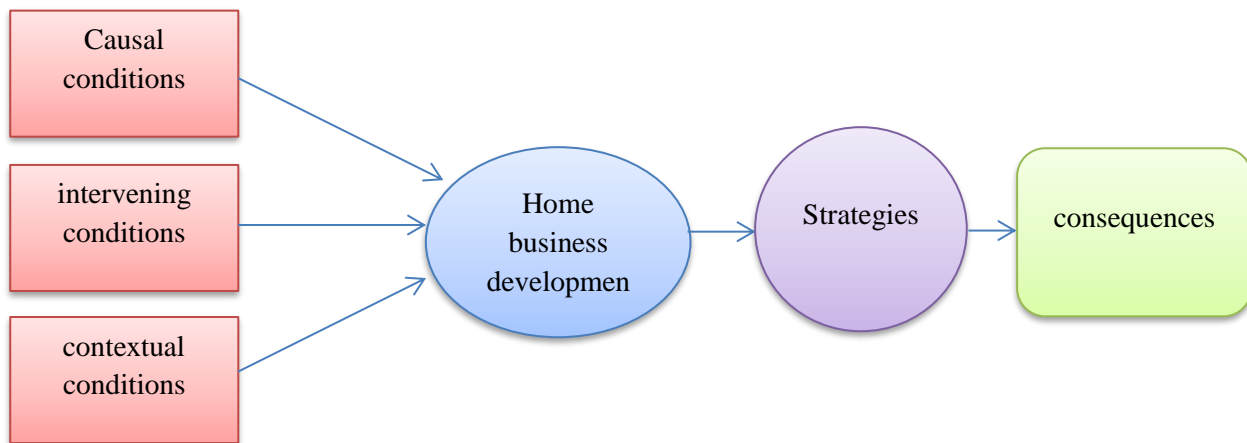 Causal
conditions
intervening
conditions
contextual
conditions
Home
business
developmen
Strategies
consequences